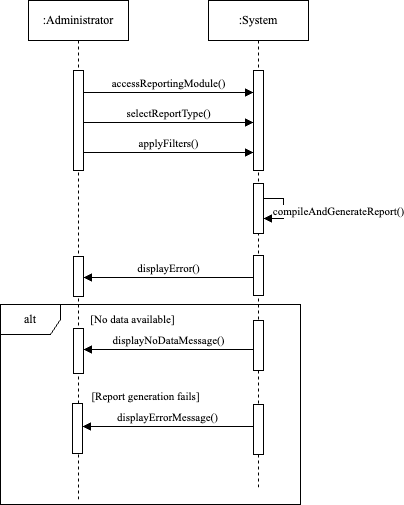 :Administrator
:System
accessReportingModule()
selectReportType()
applyFilters()
compileAndGenerateReport()
displayError()
alt
[No data available]
displayNoDataMessage()
[Report generation fails]
displayErrorMessage()